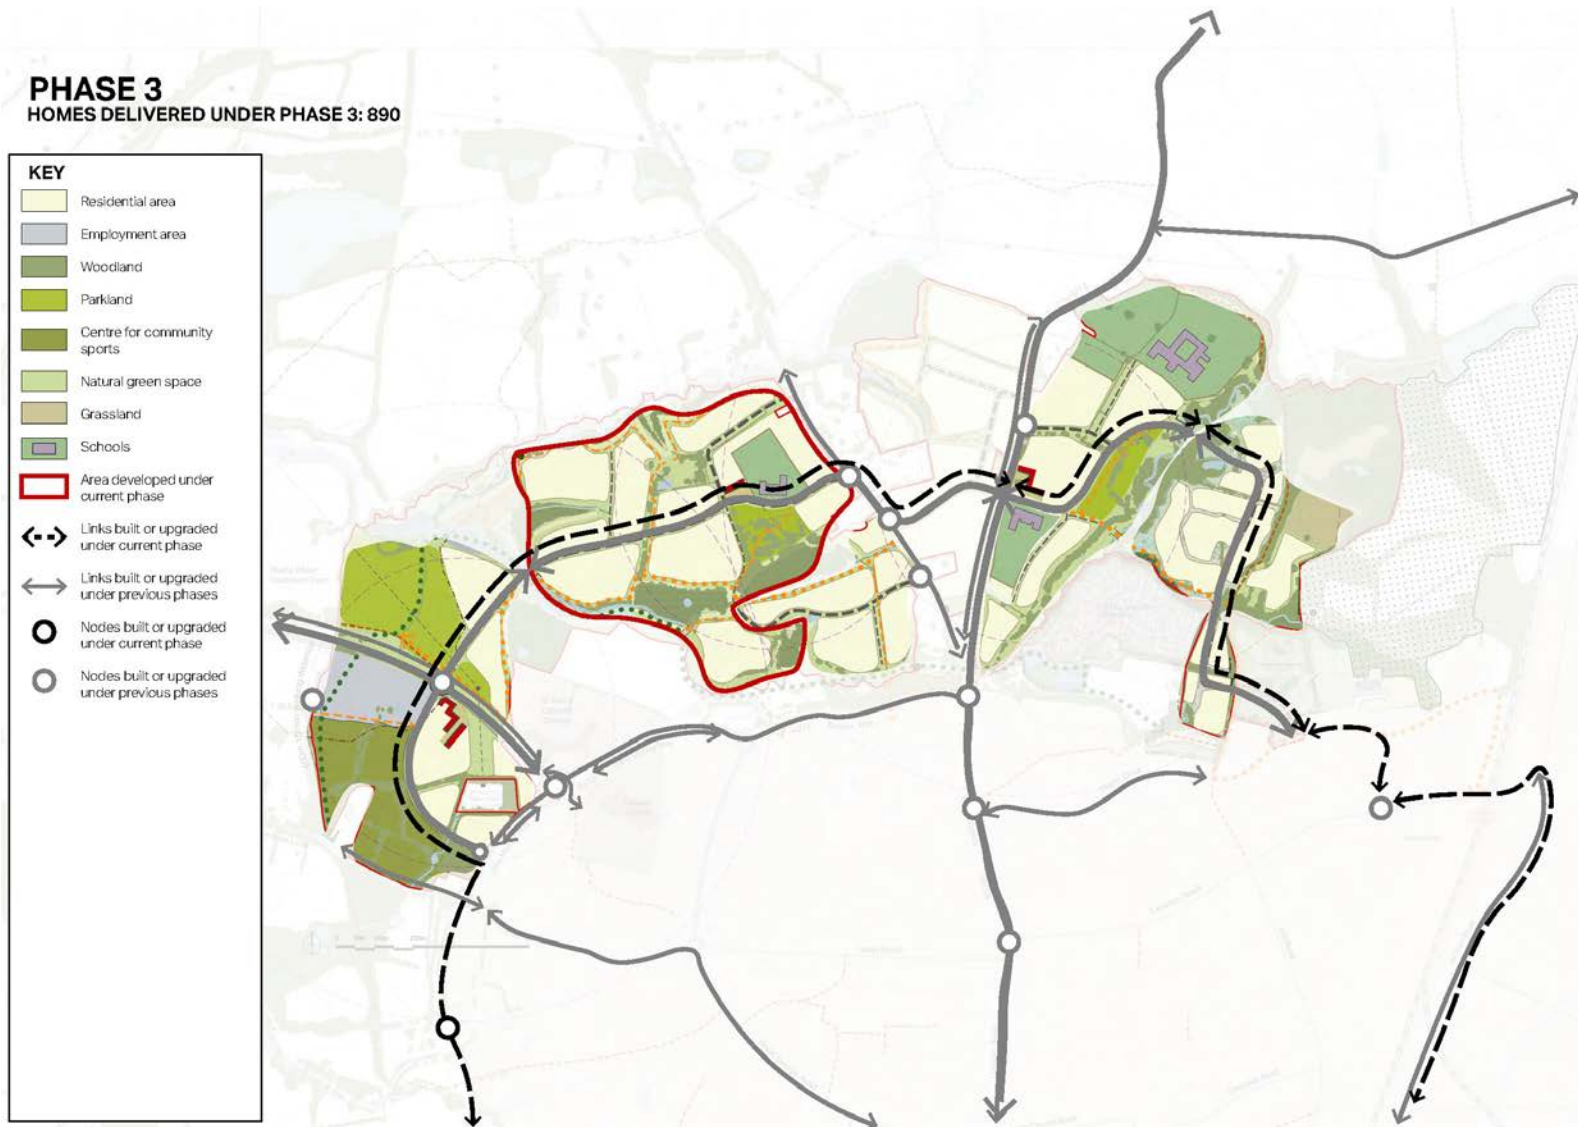 PHASE 3
HOMES DELIVERED UNDER PHASE 3: 890
KEY
Residential area
Employment area
Woodland
Parkland
Centre for community
sports
Natural green space
Grassland
Schools
Area developed under
current phase
Links built or upgraded
under current phase
Links built or upgraded
under previous phases
Nodes built or upgraded
under current phase
Nodes built or upgraded
under previous phases